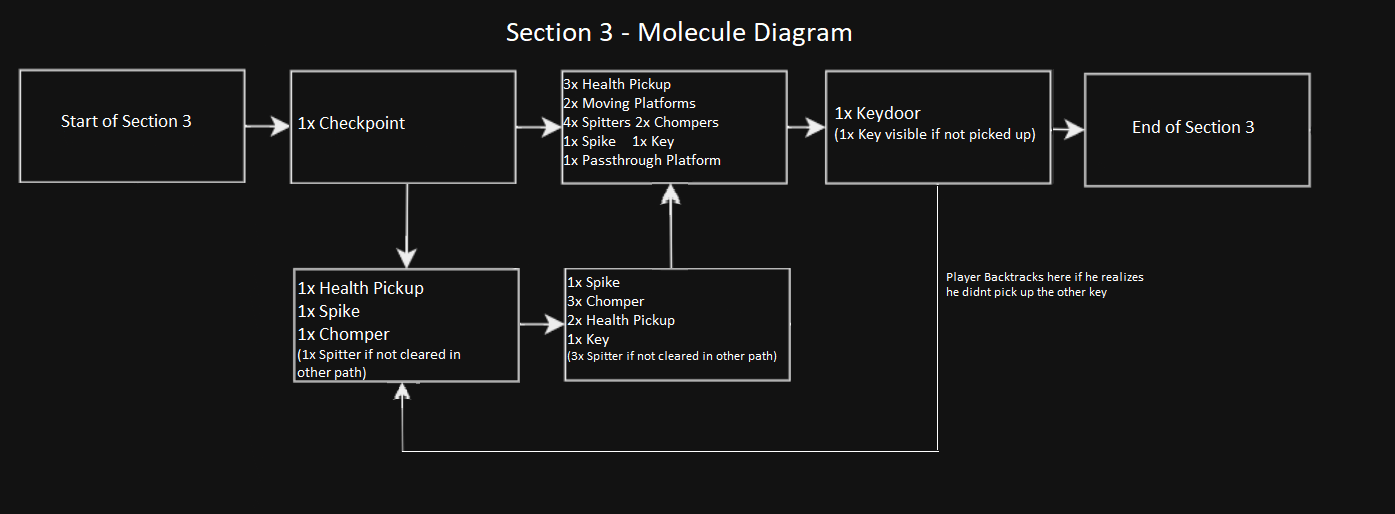 Section 3 - Molecule Diagram
Start of Section 3
1x Checkpoint
3x Health Pickup
2x Moving Platforms
4x Spitters 2x Chompers
1x Spike 1x Key
1x Passthrough Platform
1x Keydoor
(1x Key visible if not picked up)
End of Section 3
1x Health Pickup
1x Spike
1x Chomper
(1x Spitter if not cleared in
other path)
1x Spike
3x Chomper
2x Health Pickup
1x Key
(3x Spitter if not cleared in other path)
Player Backtracks here if he realizes
he didnt pick up the other key